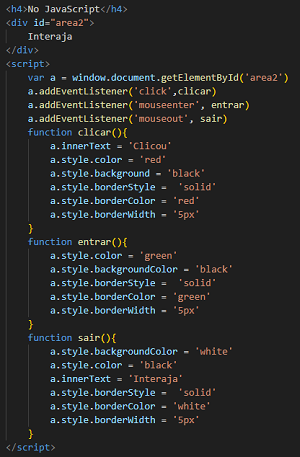 <h4>No JavaScript</h4>
<div id="area2">
Interaja
</div>
<script>
var a = window.document.getElementById('area2')
a.addEventListener('click',clicar)
a.addEventListener('mouseenter', entrar)
a.addEventListener('mouseout', sair)
function clicar(){
a.innerText = 'Clicou'
a.style.color = 'red'
a.style.background = 'black'
a.style.borderStyle =  'solid'
a.style.borderColor = 'red'
a.style.borderWidth = '5px'
}
function entrar(){
a.style.color = 'green'
a.style.backgroundColor = 'black'
a.style.borderStyle =  'solid'
a.style.borderColor = 'green'
a.style.borderWidth = '5px'
}
function sair(){
a.style.backgroundColor = 'white'
a.style.color = 'black'
a.innerText = 'Interaja'
a.style.borderStyle =  'solid'
a.style.borderColor = 'white'
a.style.borderWidth = '5px'
}
</script>